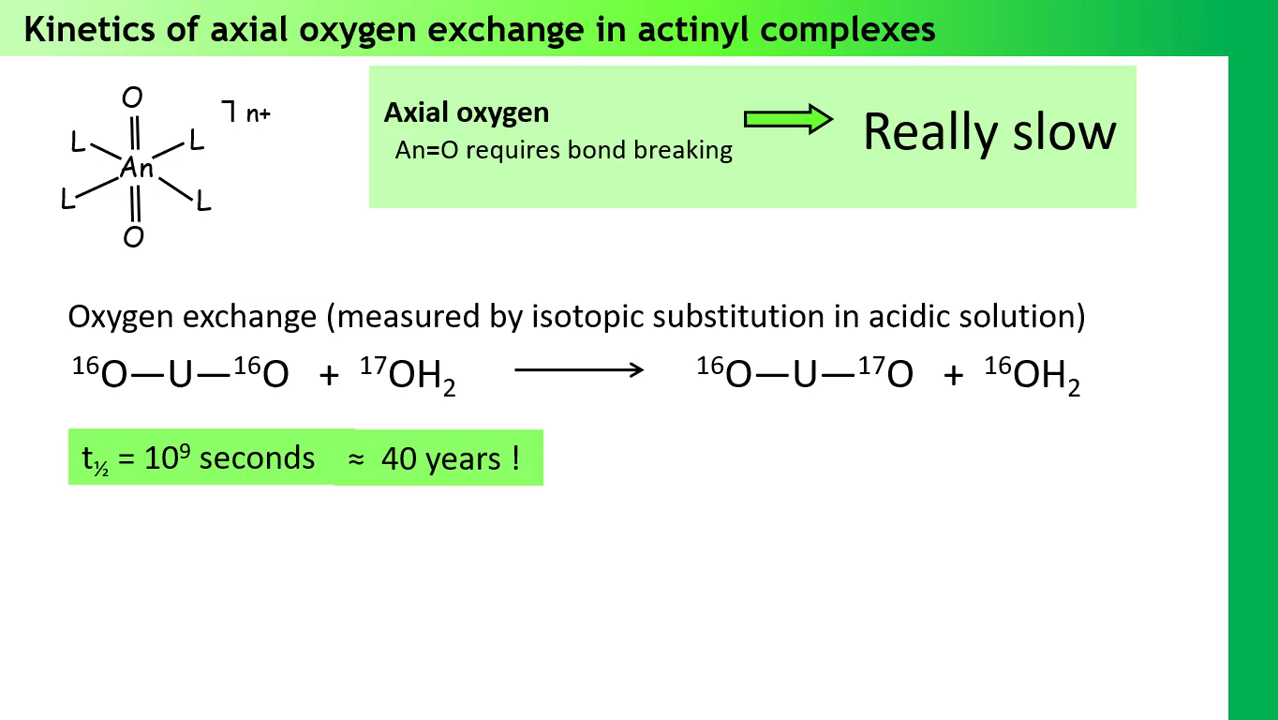 Kinetics of axial oxygen exchange in actinyl complexes
O
L
L
An
L
L
O
⌝ n+
Axial oxygen
An=O requires bond breaking
Really slow
Oxygen exchange (measured by isotopic substitution in acidic solution)
¹⁶O—U—¹⁶O + ¹⁷OH₂ ⟶ ¹⁶O—U—¹⁷O + ¹⁶OH₂
t½ = 10⁹ seconds ≈ 40 years !